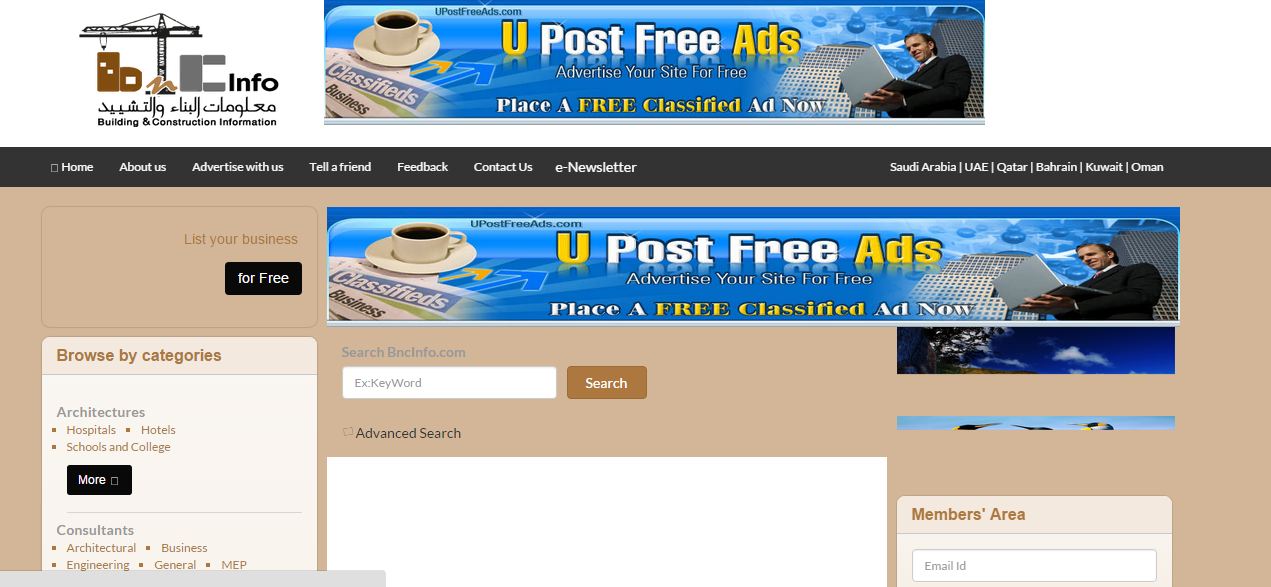 BbnC Info
معلومات البناء والتشييد
Building & Construction Information
UPostFreeAds.com
U Post Free Ads
Advertise Your Site For Free
Classifieds
Business
Place A FREE Classified Ad Now
Home About us Advertise with us Tell a friend Feedback Contact Us e-Newsletter Saudi Arabia | UAE | Qatar | Bahrain | Kuwait | Oman
List your business
for Free
UPostFreeAds.com
U Post Free Ads
Advertise Your Site For Free
Classifieds
Business
Place A FREE Classified Ad Now
Browse by categories
Architectures
Hospitals Hotels
Schools and College
More
Consultants
Architectural Business
Engineering General MEP
Search BncInfo.com
Ex:KeyWord Search
Advanced Search
Members' Area
Email Id